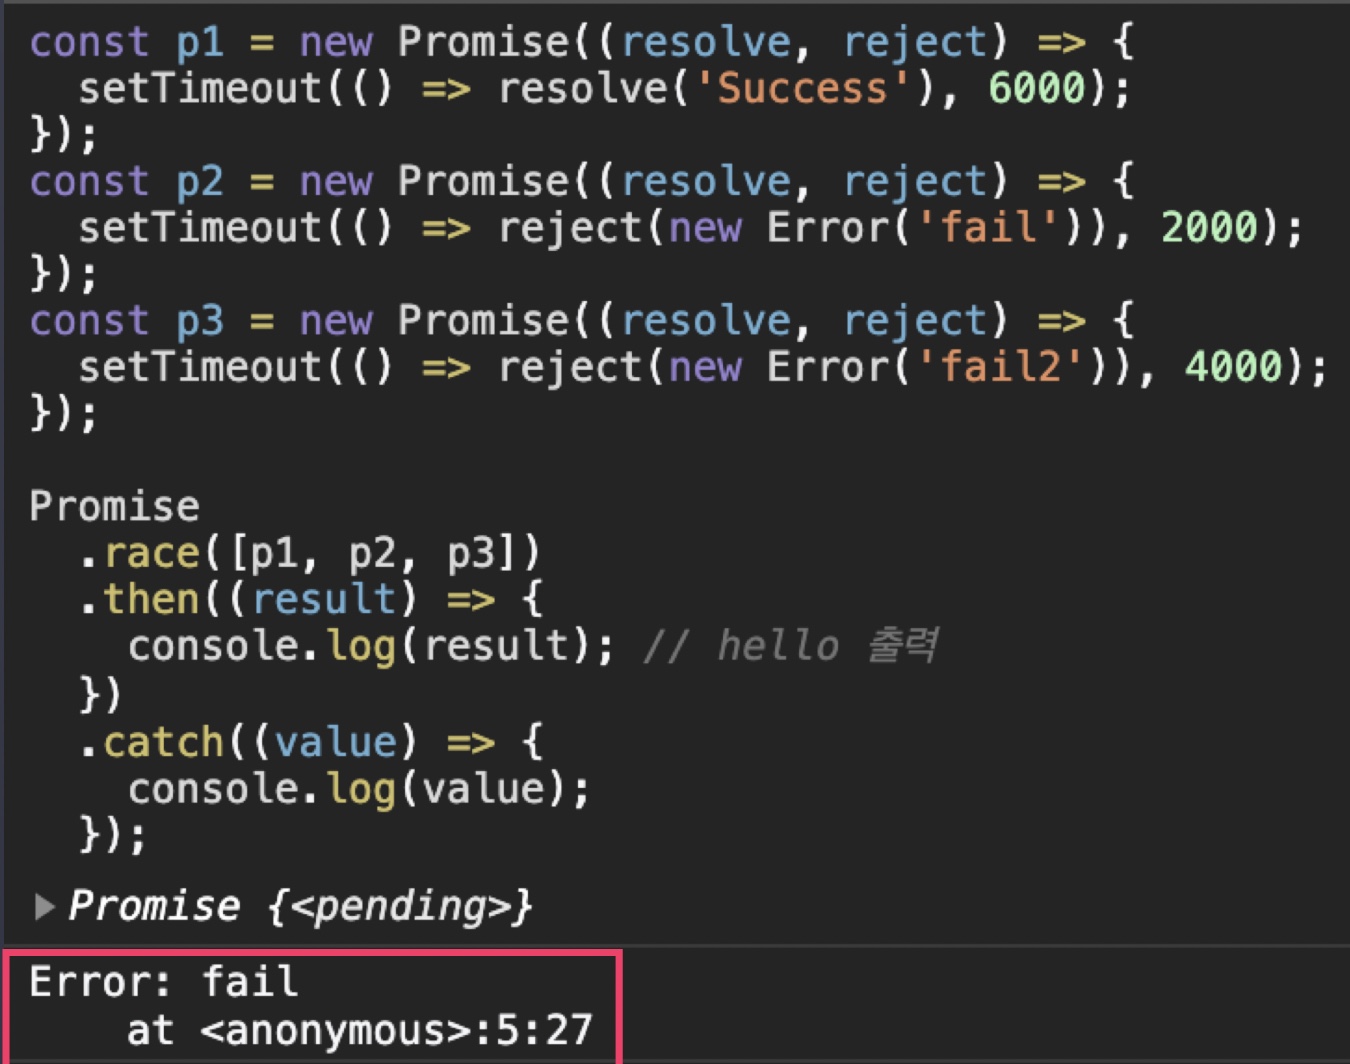 const p1 = new Promise((resolve, reject) => {
  setTimeout(() => resolve('Success'), 6000);
});
const p2 = new Promise((resolve, reject) => {
  setTimeout(() => reject(new Error('fail')), 2000);
});
const p3 = new Promise((resolve, reject) => {
  setTimeout(() => reject(new Error('fail2')), 4000);
});

Promise
  .race([p1, p2, p3])
  .then((result) => {
    console.log(result); // hello 출력
  })
  .catch((value) => {
    console.log(value);
  });
▶ Promise {<pending>}
Error: fail
    at <anonymous>:5:27